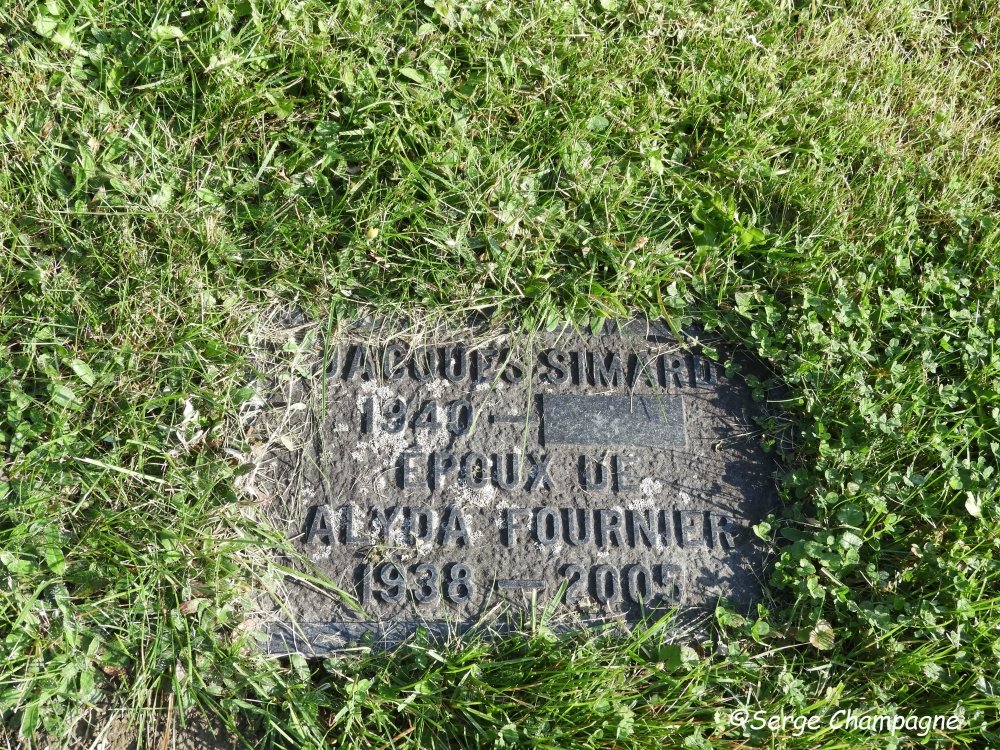 JACQUES SIMARD
1940 —
EPOUX DE
ALYDA FOURNIER
1938 — 2005
©Serge Champagne